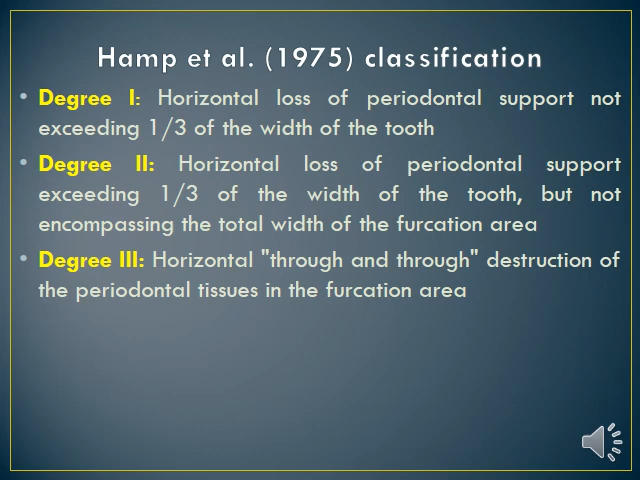 Hamp et al. (1975) classification
• Degree I: Horizontal loss of periodontal support not
exceeding 1/3 of the width of the tooth
• Degree II: Horizontal loss of periodontal support
exceeding 1/3 of the width of the tooth, but not
encompassing the total width of the furcation area
• Degree III: Horizontal "through and through" destruction of
the periodontal tissues in the furcation area